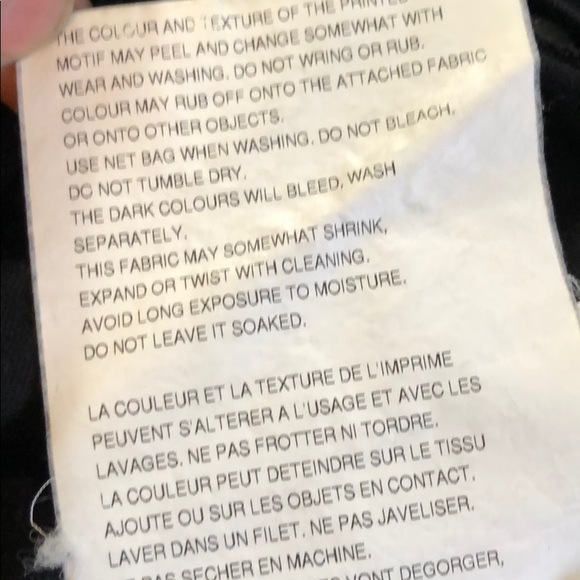 THE COLOUR AND TEXTURE OF THE PRINTED
MOTIF MAY PEEL AND CHANGE SOMEWHAT WITH
WEAR AND WASHING. DO NOT WRING OR RUB.
COLOUR MAY RUB OFF ONTO THE ATTACHED FABRIC
OR ONTO OTHER OBJECTS.
USE NET BAG WHEN WASHING. DO NOT BLEACH.
DO NOT TUMBLE DRY.
THE DARK COLOURS WILL BLEED, WASH
SEPARATELY.
THIS FABRIC MAY SOMEWHAT SHRINK,
EXPAND OR TWIST WITH CLEANING.
AVOID LONG EXPOSURE TO MOISTURE.
DO NOT LEAVE IT SOAKED.
LA COULEUR ET LA TEXTURE DE L'IMPRIME
PEUVENT S'ALTERER A L'USAGE ET AVEC LES
LAVAGES. NE PAS FROTTER NI TORDRE.
LA COULEUR PEUT DETEINDRE SUR LE TISSU
AJOUTE OU SUR LES OBJETS EN CONTACT.
LAVER DANS UN FILET. NE PAS JAVELISER.
PAS SECHER EN MACHINE.
VONT DEGORGER,